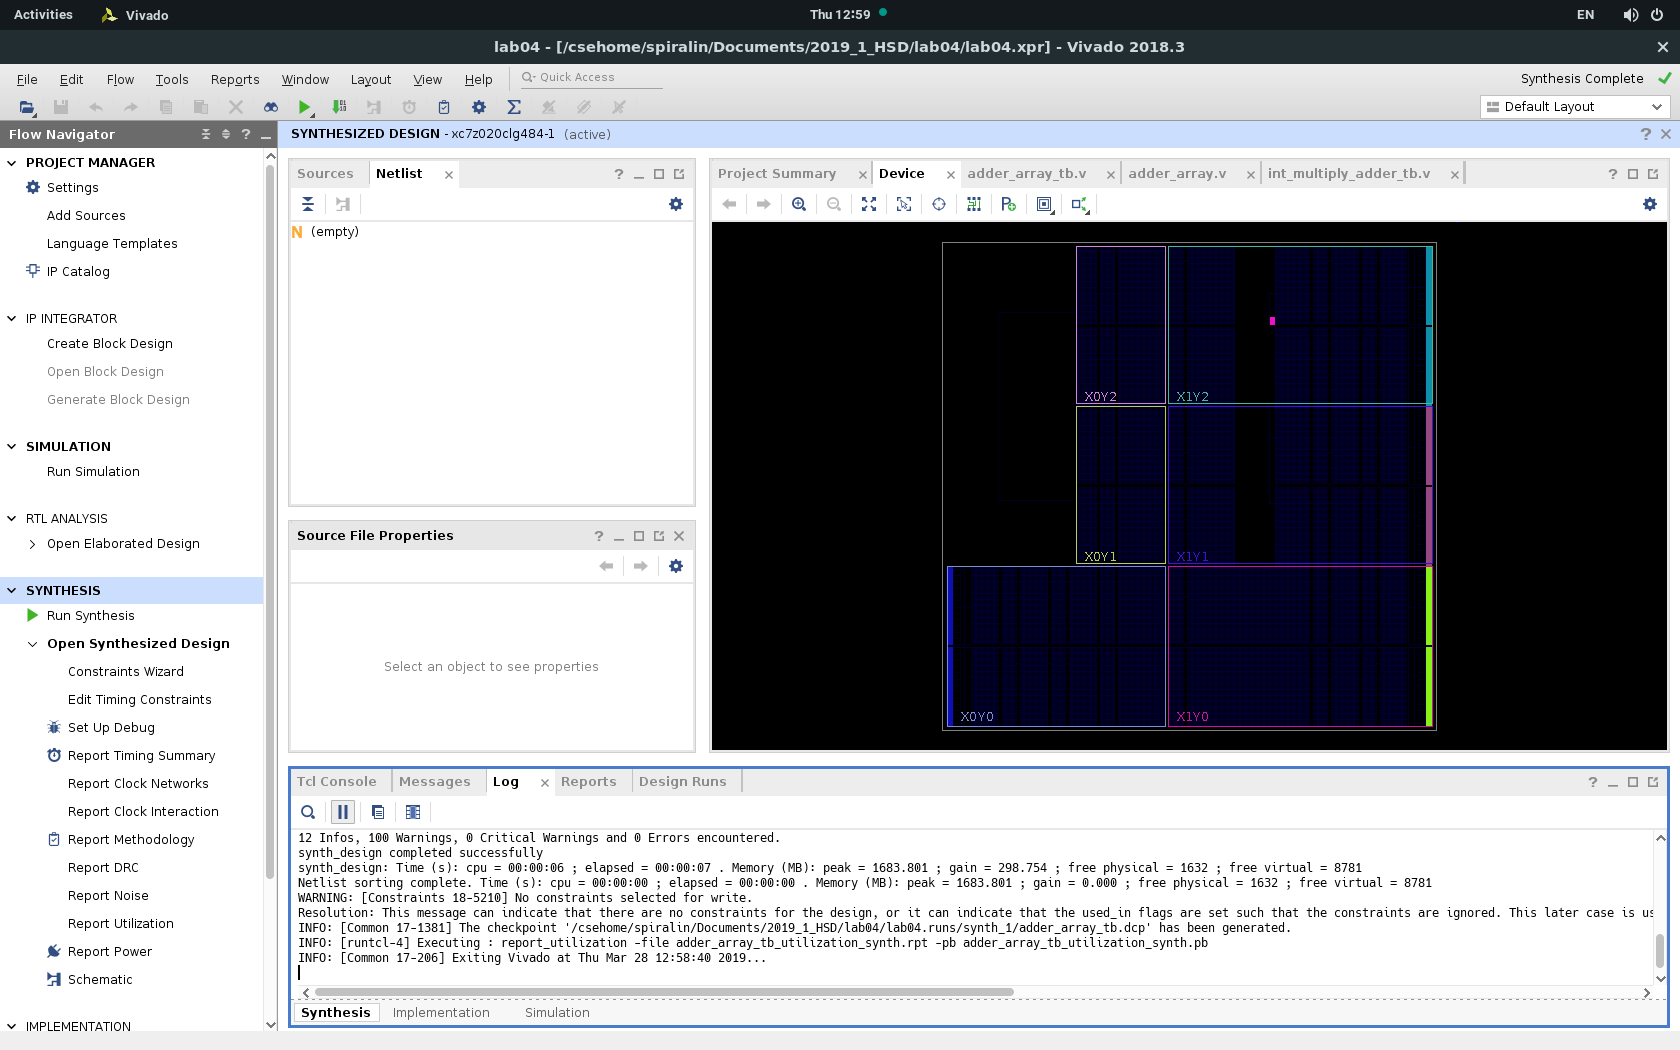 Activities Vivado Thu 12:59 EN
lab04 - [/csehome/spiralin/Documents/2019_1_HSD/lab04/lab04.xpr] - Vivado 2018.3
File Edit Flow Tools Reports Window Layout View Help Quick Access Synthesis Complete
Default Layout
Flow Navigator
SYNTHESIZED DESIGN - xc7z020clg484-1 (active)
PROJECT MANAGER
Settings
Add Sources
Language Templates
IP Catalog
IP INTEGRATOR
Create Block Design
Open Block Design
Generate Block Design
SIMULATION
Run Simulation
RTL ANALYSIS
Open Elaborated Design
SYNTHESIS
Run Synthesis
Open Synthesized Design
Constraints Wizard
Edit Timing Constraints
Set Up Debug
Report Timing Summary
Report Clock Networks
Report Clock Interaction
Report Methodology
Report DRC
Report Noise
Report Utilization
Report Power
Schematic
IMPLEMENTATION
Sources Netlist
N (empty)
Source File Properties
Select an object to see properties
Project Summary Device adder_array_tb.v adder_array.v int_multiply_adder_tb.v
X0Y2 X1Y2
X0Y1 X1Y1
X0Y0 X1Y0
Tcl Console Messages Log Reports Design Runs
12 Infos, 100 Warnings, 0 Critical Warnings and 0 Errors encountered.
synth_design completed successfully
synth_design: Time (s): cpu = 00:00:06 ; elapsed = 00:00:07 . Memory (MB): peak = 1683.801 ; gain = 298.754 ; free physical = 1632 ; free virtual = 8781
Netlist sorting complete. Time (s): cpu = 00:00:00 ; elapsed = 00:00:00 . Memory (MB): peak = 1683.801 ; gain = 0.000 ; free physical = 1632 ; free virtual = 8781
WARNING: [Constraints 18-5210] No constraints selected for write.
Resolution: This message can indicate that there are no constraints for the design, or it can indicate that the used_in flags are set such that the constraints are ignored. This later case is us
INFO: [Common 17-1381] The checkpoint '/csehome/spiralin/Documents/2019_1_HSD/lab04/lab04.runs/synth_1/adder_array_tb.dcp' has been generated.
INFO: [runtcl-4] Executing : report_utilization -file adder_array_tb_utilization_synth.rpt -pb adder_array_tb_utilization_synth.pb
INFO: [Common 17-206] Exiting Vivado at Thu Mar 28 12:58:40 2019...
Synthesis Implementation Simulation